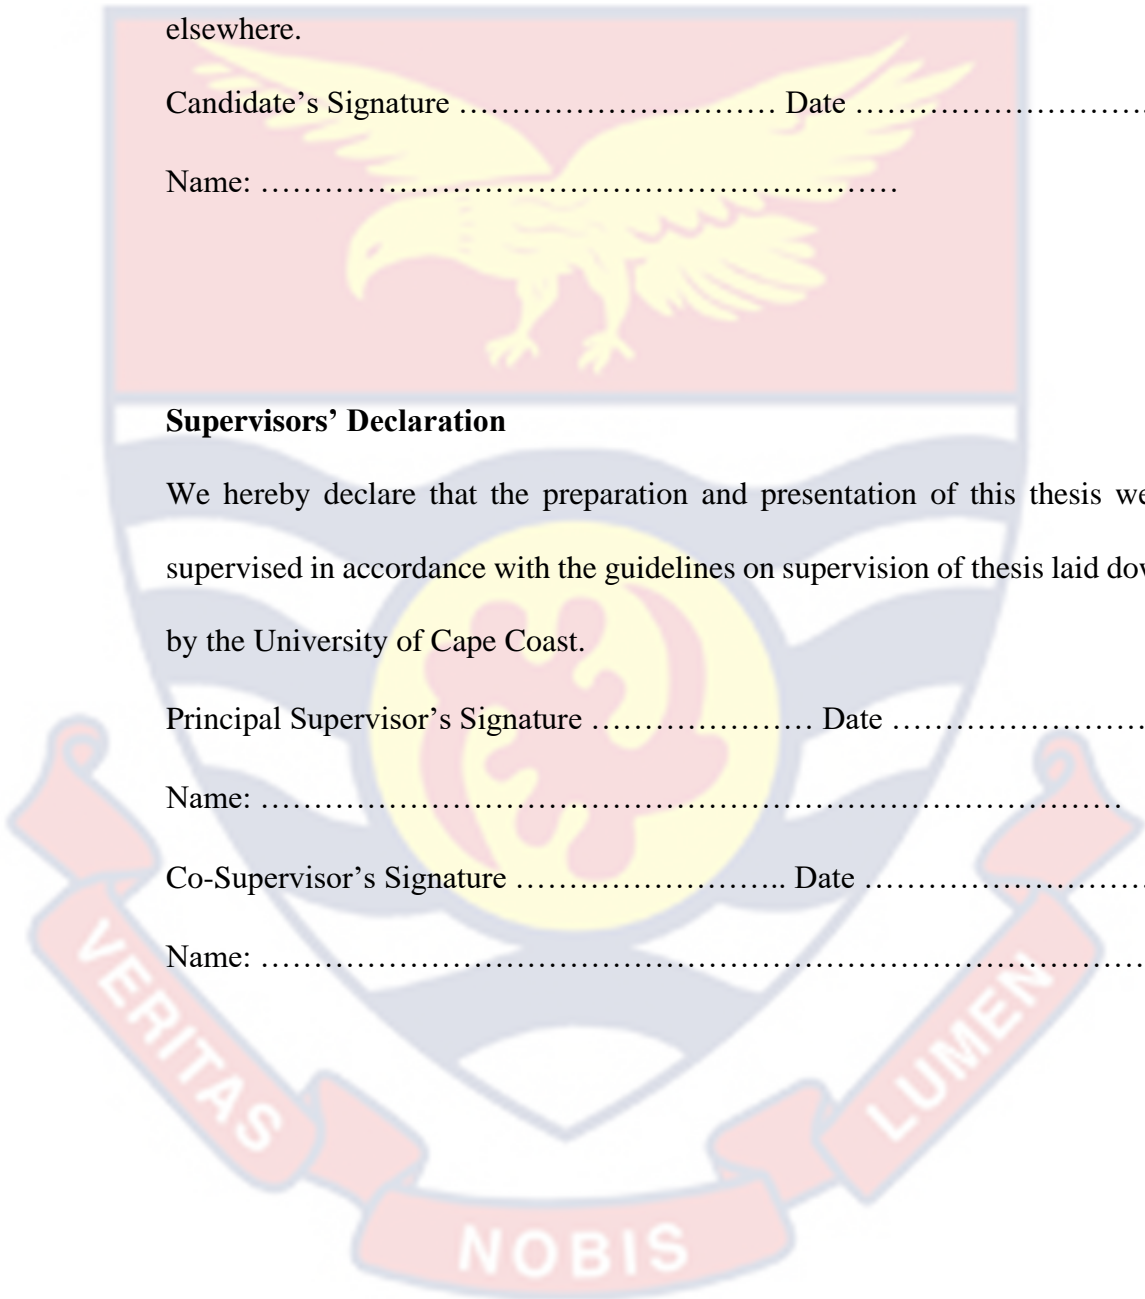 elsewhere.
Candidate’s Signature ………………………… Date ………………………
Name: ……………………………………………………
Supervisors’ Declaration
We hereby declare that the preparation and presentation of this thesis we
supervised in accordance with the guidelines on supervision of thesis laid dow
by the University of Cape Coast.
Principal Supervisor’s Signature ………………… Date ……………………
Name: ………………………………………………………………………
Co-Supervisor’s Signature …………………….. Date ………………………
Name: …………………………………………………………………………
VERITAS
NOBIS
LUMEN